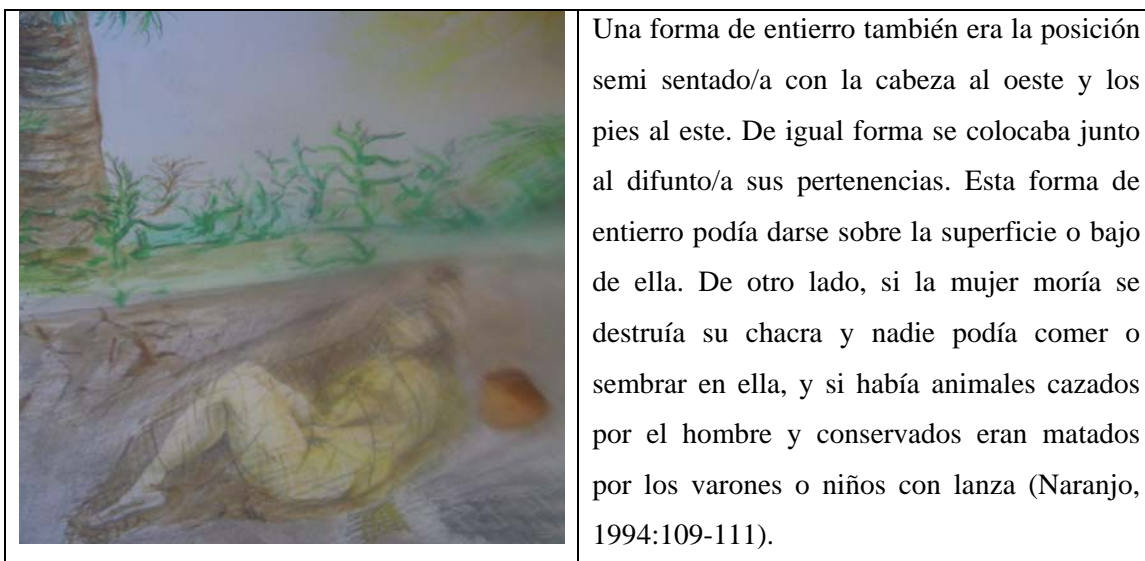 Una forma de entierro también era la posición
semi sentado/a con la cabeza al oeste y los
pies al este. De igual forma se colocaba junto
al difunto/a sus pertenencias. Esta forma de
entierro podía darse sobre la superficie o bajo
de ella. De otro lado, si la mujer moría se
destruía su chacra y nadie podía comer o
sembrar en ella, y si había animales cazados
por el hombre y conservados eran matados
por los varones o niños con lanza (Naranjo,
1994:109-111).